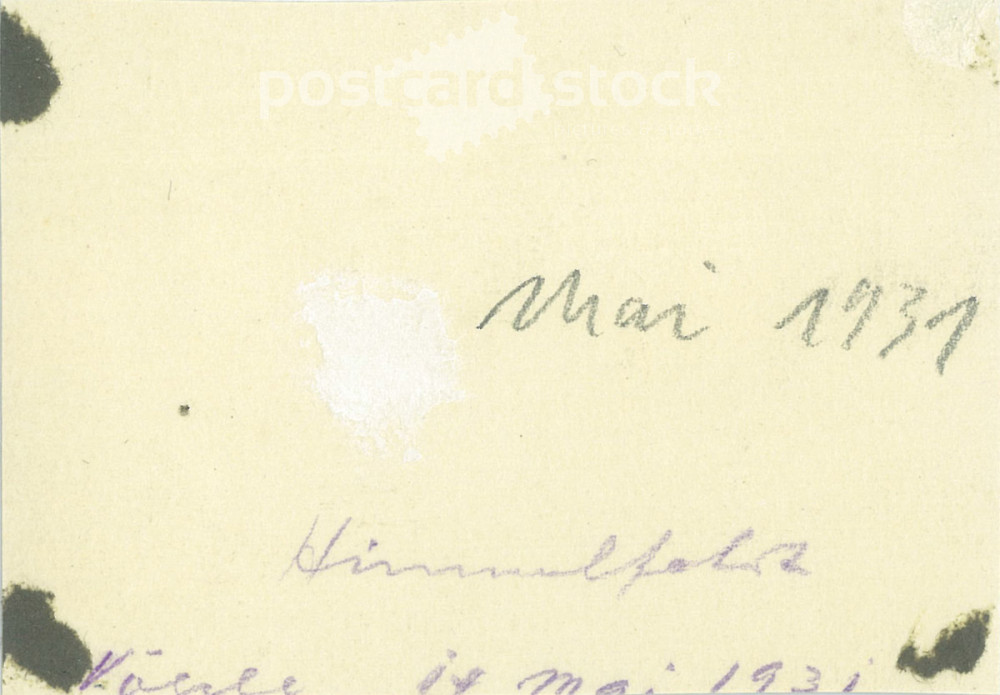 postcard.stock
Mai 1931
Himmelfahrt
14 Mai 1931